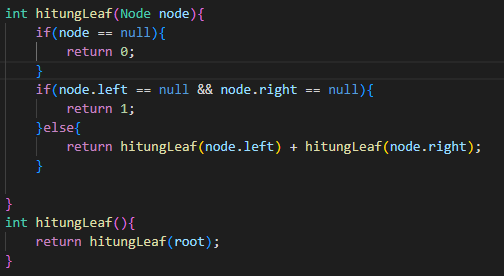 int hitungLeaf(Node node){
    if(node == null){
        return 0;
    }
    if(node.left == null && node.right == null){
        return 1;
    }else{
        return hitungLeaf(node.left) + hitungLeaf(node.right);
    }

}
int hitungLeaf(){
    return hitungLeaf(root);
}